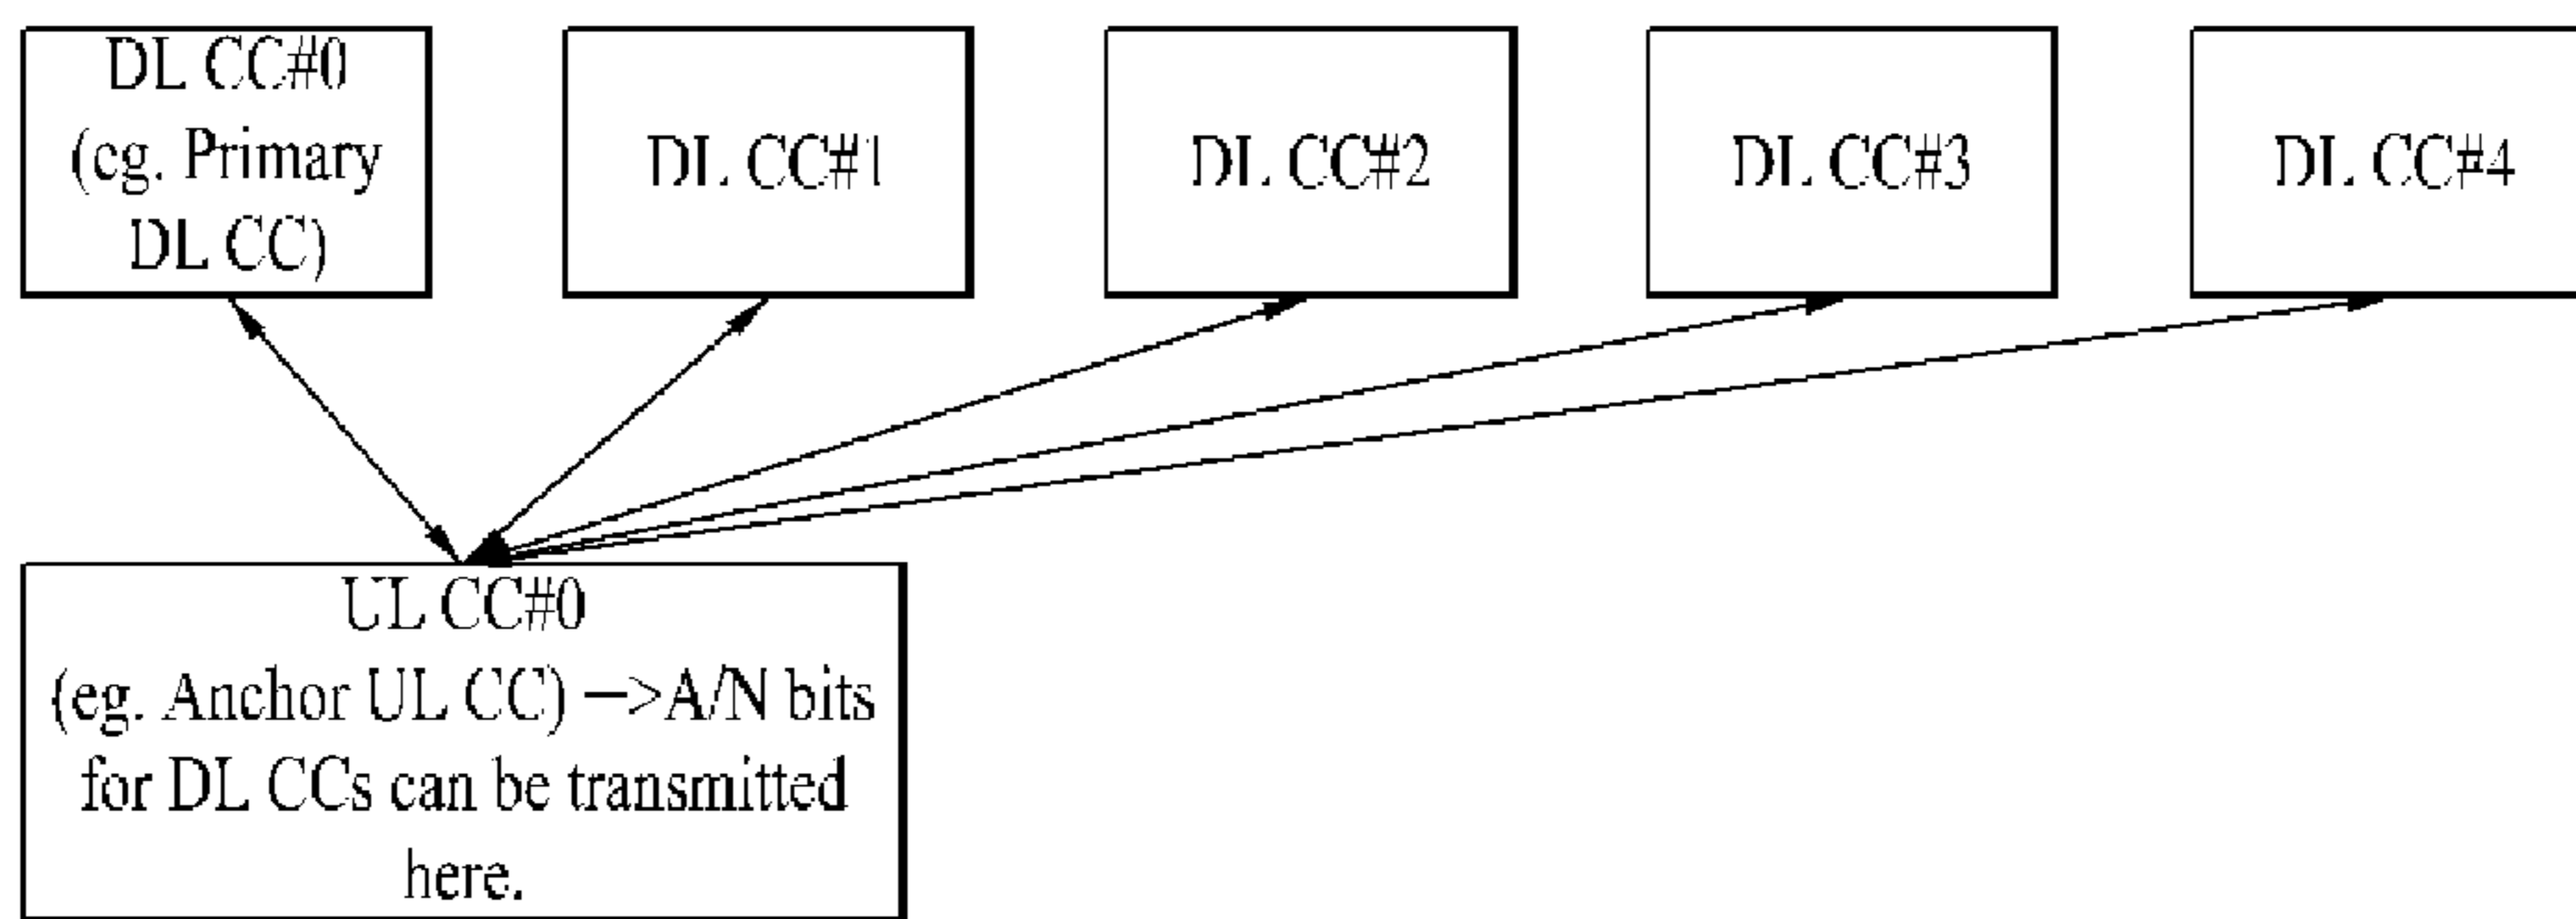 DL CC#0
(cg. Primary
DL CC)
DL CC#1
DL CC#2
DL CC#3
DL CC#4
UL CC#0
(eg. Anchor UL CC) —>A/N bits
for DL CCs can be transmitted
here.